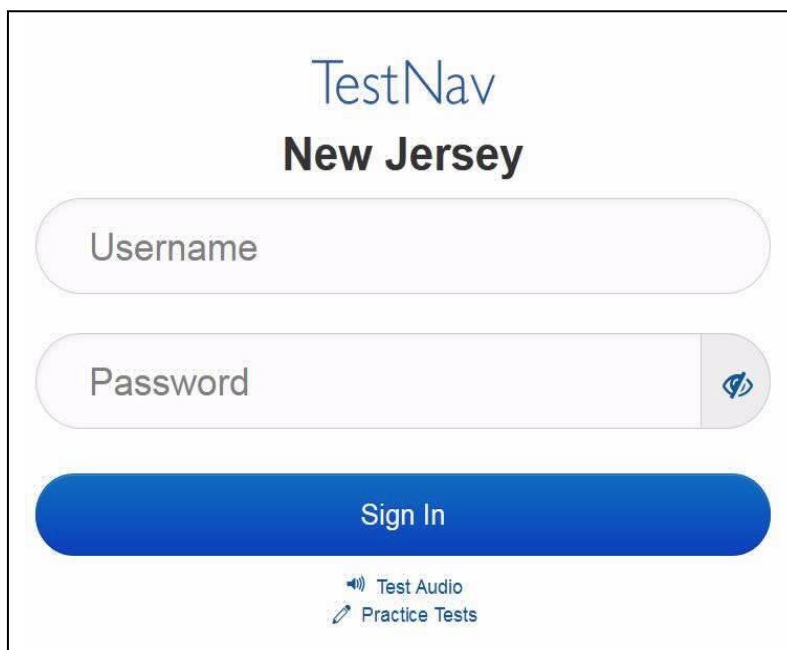 TestNav
New Jersey
Username
Password
Sign In
Test Audio
Practice Tests